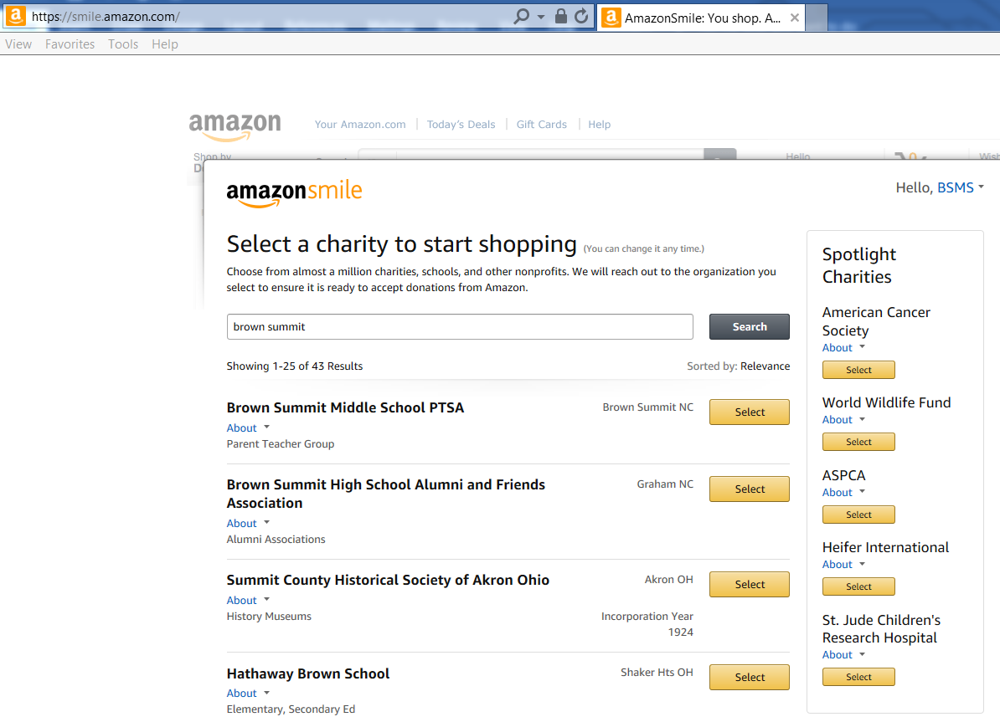 https://smile.amazon.com/
AmazonSmile: You shop. A...
View Favorites Tools Help
amazon
Your Amazon.com Today's Deals Gift Cards Help
Shop by
Hello
Wish
amazonsmile
Hello, BSMS
Select a charity to start shopping (You can change it any time.)
Choose from almost a million charities, schools, and other nonprofits. We will reach out to the organization you
select to ensure it is ready to accept donations from Amazon.
brown summit
Search
Showing 1-25 of 43 Results
Sorted by: Relevance
Brown Summit Middle School PTSA
Brown Summit NC
Select
About
Parent Teacher Group
Brown Summit High School Alumni and Friends
Association
Graham NC
Select
About
Alumni Associations
Summit County Historical Society of Akron Ohio
Akron OH
Select
About
History Museums
Incorporation Year
1924
Hathaway Brown School
Shaker Hts OH
Select
About
Elementary, Secondary Ed
Spotlight
Charities
American Cancer
Society
About
Select
World Wildlife Fund
About
Select
ASPCA
About
Select
Heifer International
About
Select
St. Jude Children's
Research Hospital
About
Select